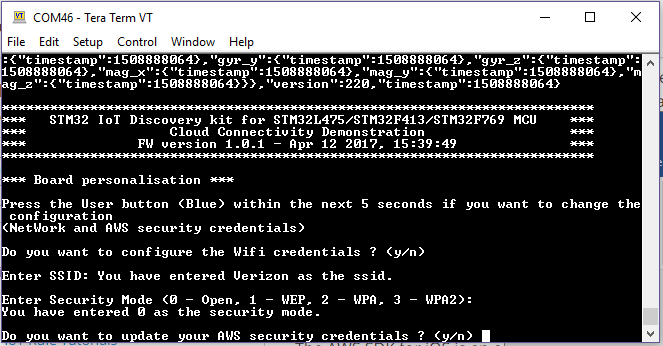 COM46 - Tera Term VT
File Edit Setup Control Window Help
:{"timestamp":1508888064},"gyr_y":{"timestamp":1508888064},"gyr_z":{"timestamp":
1508888064},"mag_x":{"timestamp":1508888064},"mag_y":{"timestamp":1508888064},"m
ag_z":{"timestamp":1508888064}}},"version":220,"timestamp":1508888064}
**************************************************************************
*** STM32 IoT Discovery kit for STM32L475/STM32F413/STM32F769 MCU ***
*** Cloud Connectivity Demonstration ***
*** FW version 1.0.1 - Apr 12 2017, 15:39:49 ***
**************************************************************************
*** Board personalisation ***
Press the User button (Blue) within the next 5 seconds if you want to change the
configuration
(NetWork and AWS security credentials)
Do you want to configure the Wifi credentials ? (y/n)
Enter SSID: You have entered Verizon as the ssid.
Enter Security Mode (0 - Open, 1 - WEP, 2 - WPA, 3 - WPA2):
You have entered 0 as the security mode.
Do you want to update your AWS security credentials ? (y/n)